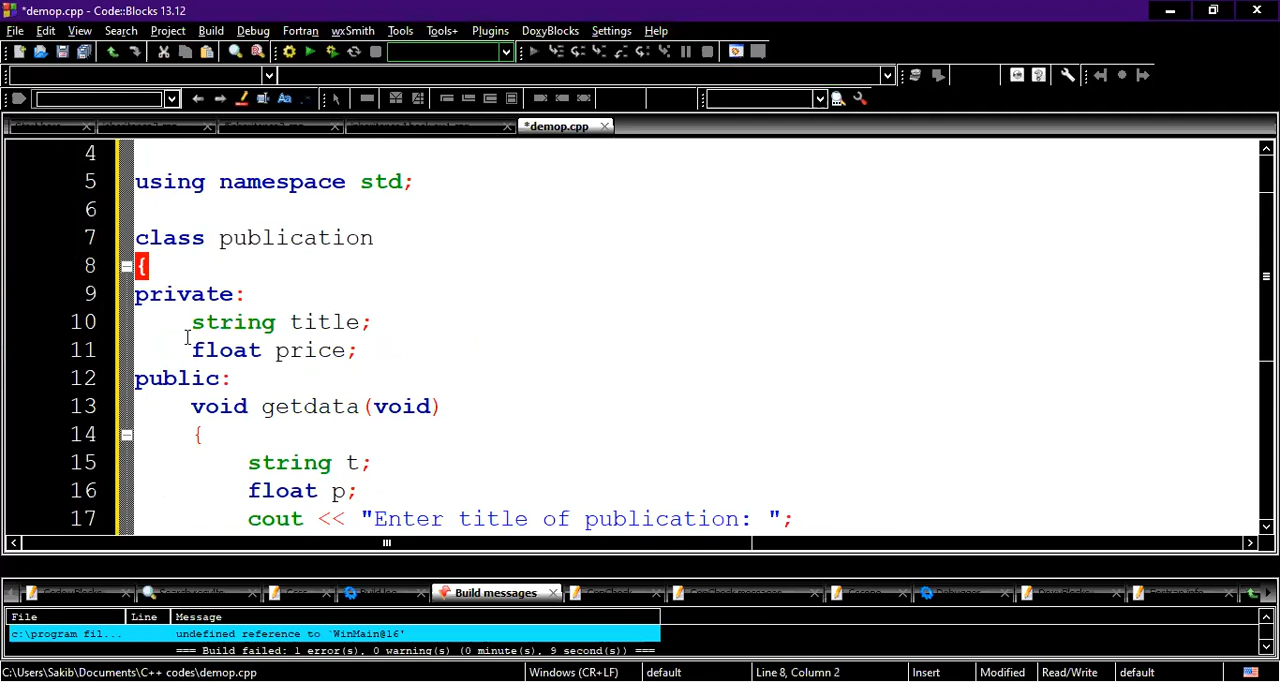 *demop.cpp - Code::Blocks 13.12
File Edit View Search Project Build Debug Fortran wxSmith Tools Tools+ Plugins DoxyBlocks Settings Help
*demop.cpp
4
5 using namespace std;
6
7 class publication
8 {
9 private:
10 string title;
11 float price;
12 public:
13 void getdata(void)
14 {
15 string t;
16 float p;
17 cout << "Enter title of publication: ";
Build messages
File Line Message
c:\program fil... undefined reference to `WinMain@16'
=== Build failed: 1 error(s), 0 warning(s) (0 minute(s), 9 second(s)) ===
C:\Users\Sakib\Documents\C++ codes\demop.cpp Windows (CR+LF) default Line 8, Column 2 Insert Modified Read/Write default